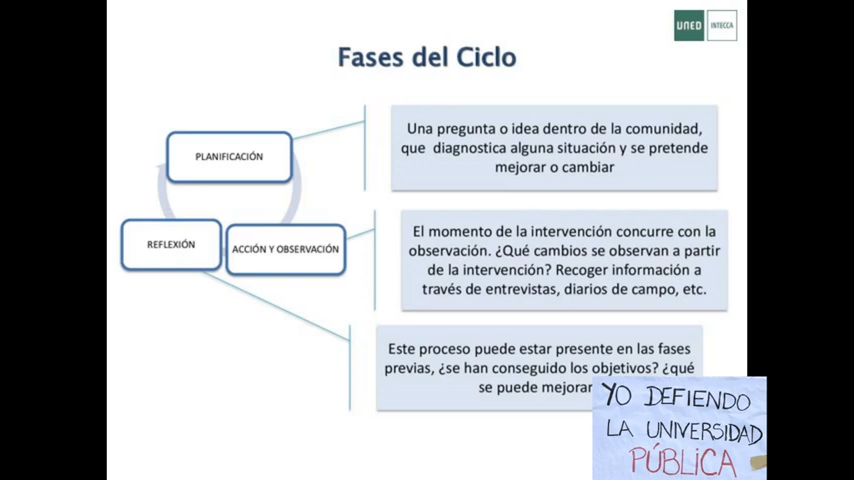 UNED
INTECCA
Fases del Ciclo
PLANIFICACIÓN
Una pregunta o idea dentro de la comunidad,
que diagnostica alguna situación y se pretende
mejorar o cambiar
REFLEXIÓN
ACCIÓN Y OBSERVACIÓN
El momento de la intervención concurre con la
observación. ¿Qué cambios se observan a partir
de la intervención? Recoger información a
través de entrevistas, diarios de campo, etc.
Este proceso puede estar presente en las fases
previas, ¿se han conseguido los objetivos? ¿qué
se puede mejorar
YO DEFIENDO
LA UNIVERSIDAD
PÚBLICA